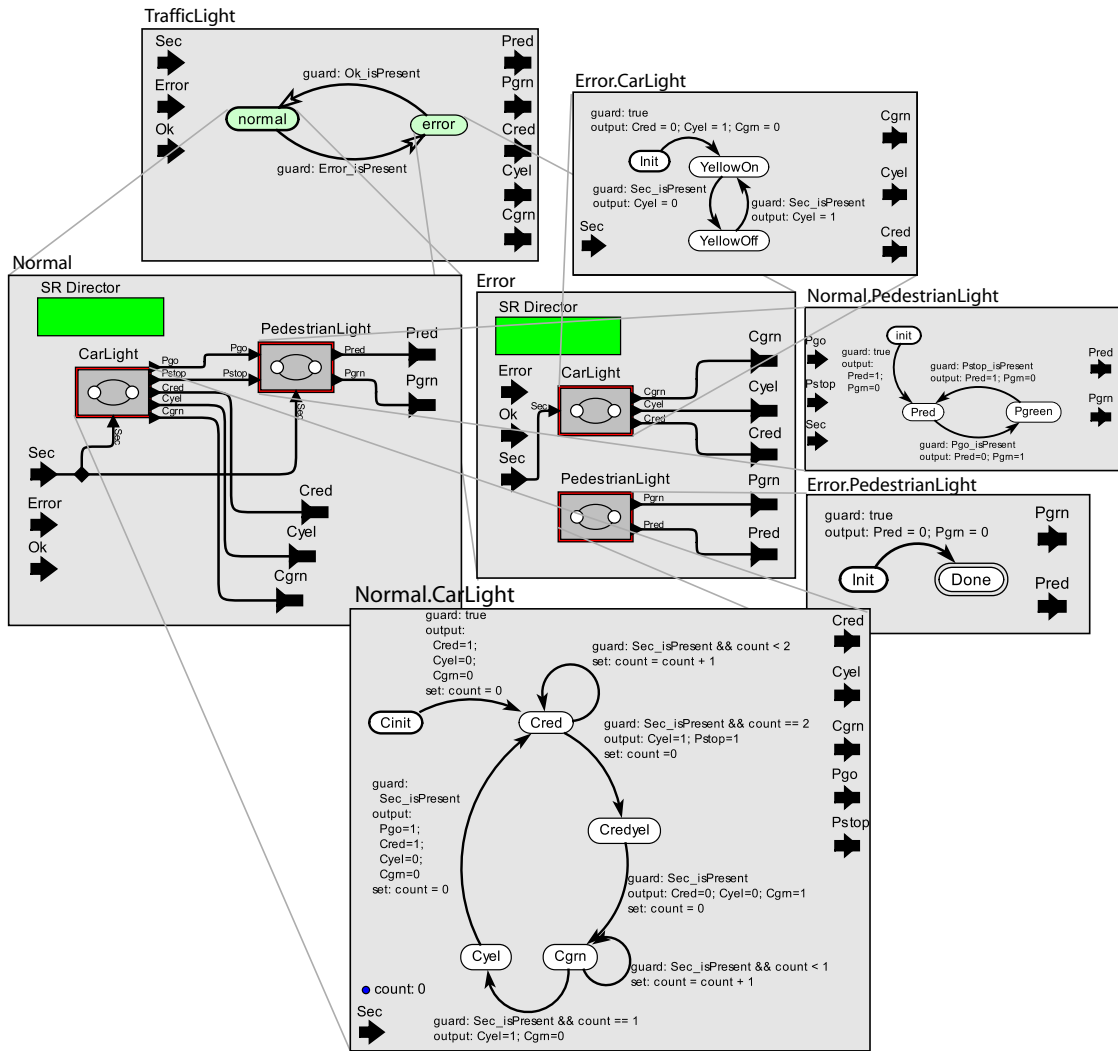 TrafficLight
Sec
Error
Ok
guard: Ok_isPresent
normal
error
guard: Error_isPresent
Pred
Pgrn
Cred
Cyel
Cgrn
Error.CarLight
guard: true
output: Cred = 0; Cyel = 1; Cgrn = 0
Init
YellowOn
guard: Sec_isPresent
output: Cyel = 0
guard: Sec_isPresent
output: Cyel = 1
YellowOff
Sec
Cgrn
Cyel
Cred
Normal
SR Director
CarLight
Pgo
Pstop
Cred
Cyel
Cgrn
Sec
PedestrianLight
Pgo
Pstop
Sec
Pred
Pgrn
Pred
Pgrn
Sec
Error
Ok
Cred
Cyel
Cgrn
Error
SR Director
Error
Ok
Sec
CarLight
Sec
Cgrn
Cyel
Cred
Cgrn
Cyel
Cred
PedestrianLight
Pgrn
Pred
Pgrn
Pred
Normal.PedestrianLight
Pgo
Pstop
Sec
init
guard: true
output:
Pred=1;
Pgrn=0
guard: Pstop_isPresent
output: Pred=1; Pgrn=0
Pred
Pgreen
guard: Pgo_isPresent
output: Pred=0; Pgrn=1
Pred
Pgrn
Error.PedestrianLight
guard: true
output: Pred = 0; Pgrn = 0
Init
Done
Pgrn
Pred
Normal.CarLight
guard: true
output:
Cred=1;
Cyel=0;
Cgrn=0
set: count = 0
guard: Sec_isPresent && count < 2
set: count = count + 1
Cinit
Cred
guard: Sec_isPresent && count == 2
output: Cyel=1; Pstop=1
set: count =0
guard:
Sec_isPresent
output:
Pgo=1;
Cred=1;
Cyel=0;
Cgrn=0
set: count = 0
Credyel
guard: Sec_isPresent
output: Cred=0; Cyel=0; Cgrn=1
set: count = 0
Cyel
Cgrn
guard: Sec_isPresent && count < 1
set: count = count + 1
count: 0
Sec
guard: Sec_isPresent && count == 1
output: Cyel=1; Cgrn=0
Cred
Cyel
Cgrn
Pgo
Pstop